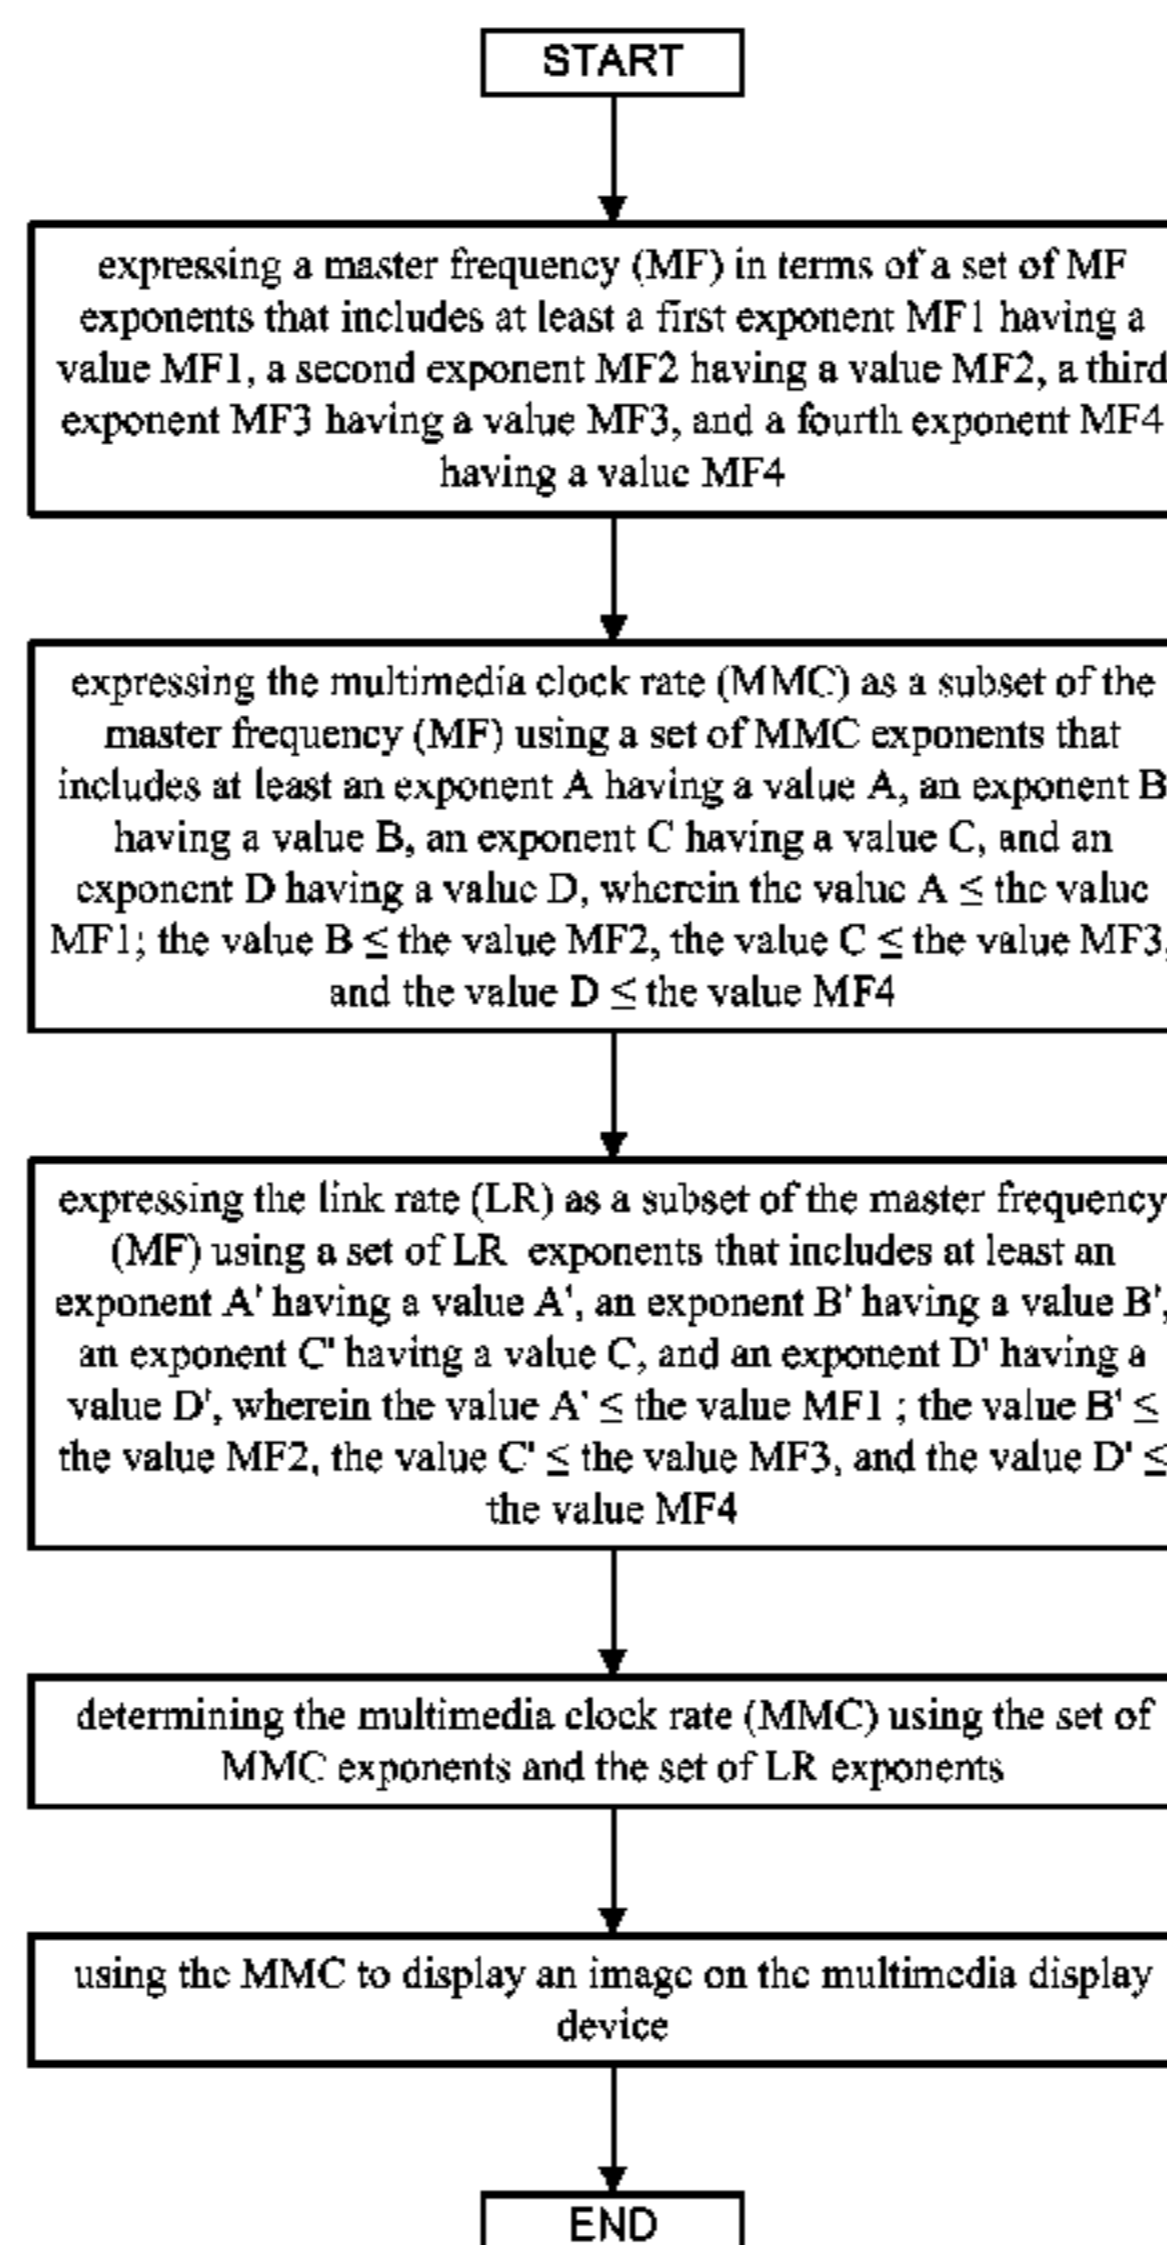 START
expressing a master frequency (MF) in terms of a set of MF
exponents that includes at least a first exponent MF1 having a
value MF1, a second exponent MF2 having a value MF2, a third
exponent MF3 having a value MF3, and a fourth exponent MF4
having a value MF4
expressing the multimedia clock rate (MMC) as a subset of the
master frequency (MF) using a set of MMC exponents that
includes at least an exponent A having a value A, an exponent B
having a value B, an exponent C having a value C, and an
exponent D having a value D, wherein the value A ≤ the value
MF1; the value B ≤ the value MF2, the value C ≤ the value MF3,
and the value D ≤ the value MF4
expressing the link rate (LR) as a subset of the master frequency
(MF) using a set of LR exponents that includes at least an
exponent A' having a value A', an exponent B' having a value B',
an exponent C' having a value C, and an exponent D' having a
value D', wherein the value A' ≤ the value MF1 ; the value B' ≤
the value MF2, the value C' ≤ the value MF3, and the value D' ≤
the value MF4
determining the multimedia clock rate (MMC) using the set of
MMC exponents and the set of LR exponents
using the MMC to display an image on the multimedia display
device
END